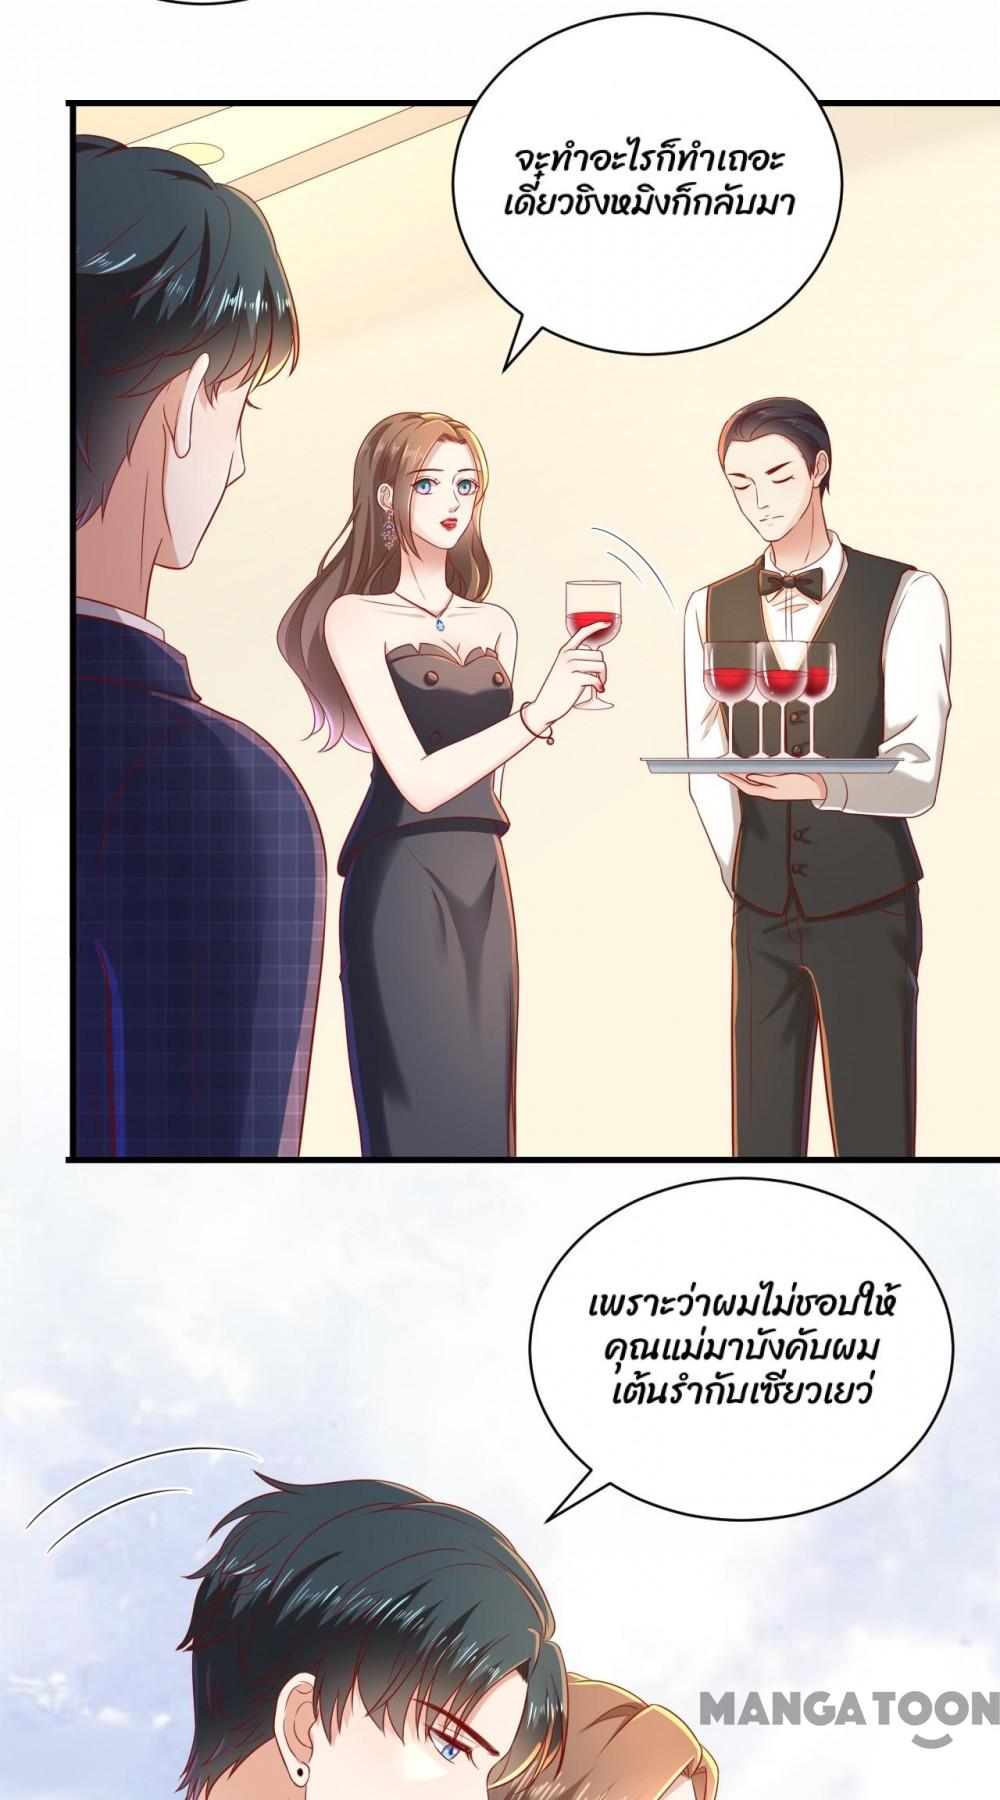 จะทำอะไรก็ทำเถอะ
เดี๋ยวชิงหมิงก็กลับมา
เพราะว่าผมไม่ชอบให้
คุณแม่มาบังคับผม
เต้นรำกับเซียวเยว่
MANGATOON